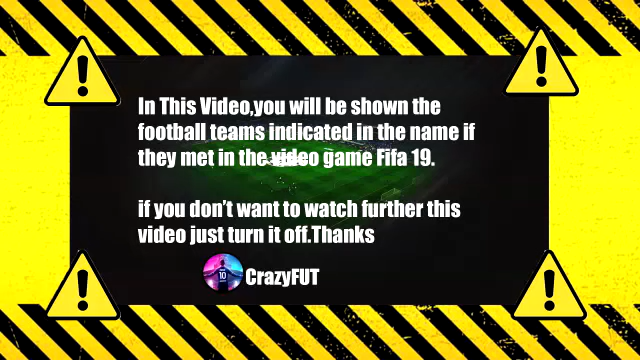 In This Video,you will be shown the
football teams indicated in the name if
they met in the video game Fifa 19.
if you don't want to watch further this
video just turn it off.Thanks
10
CrazyFUT